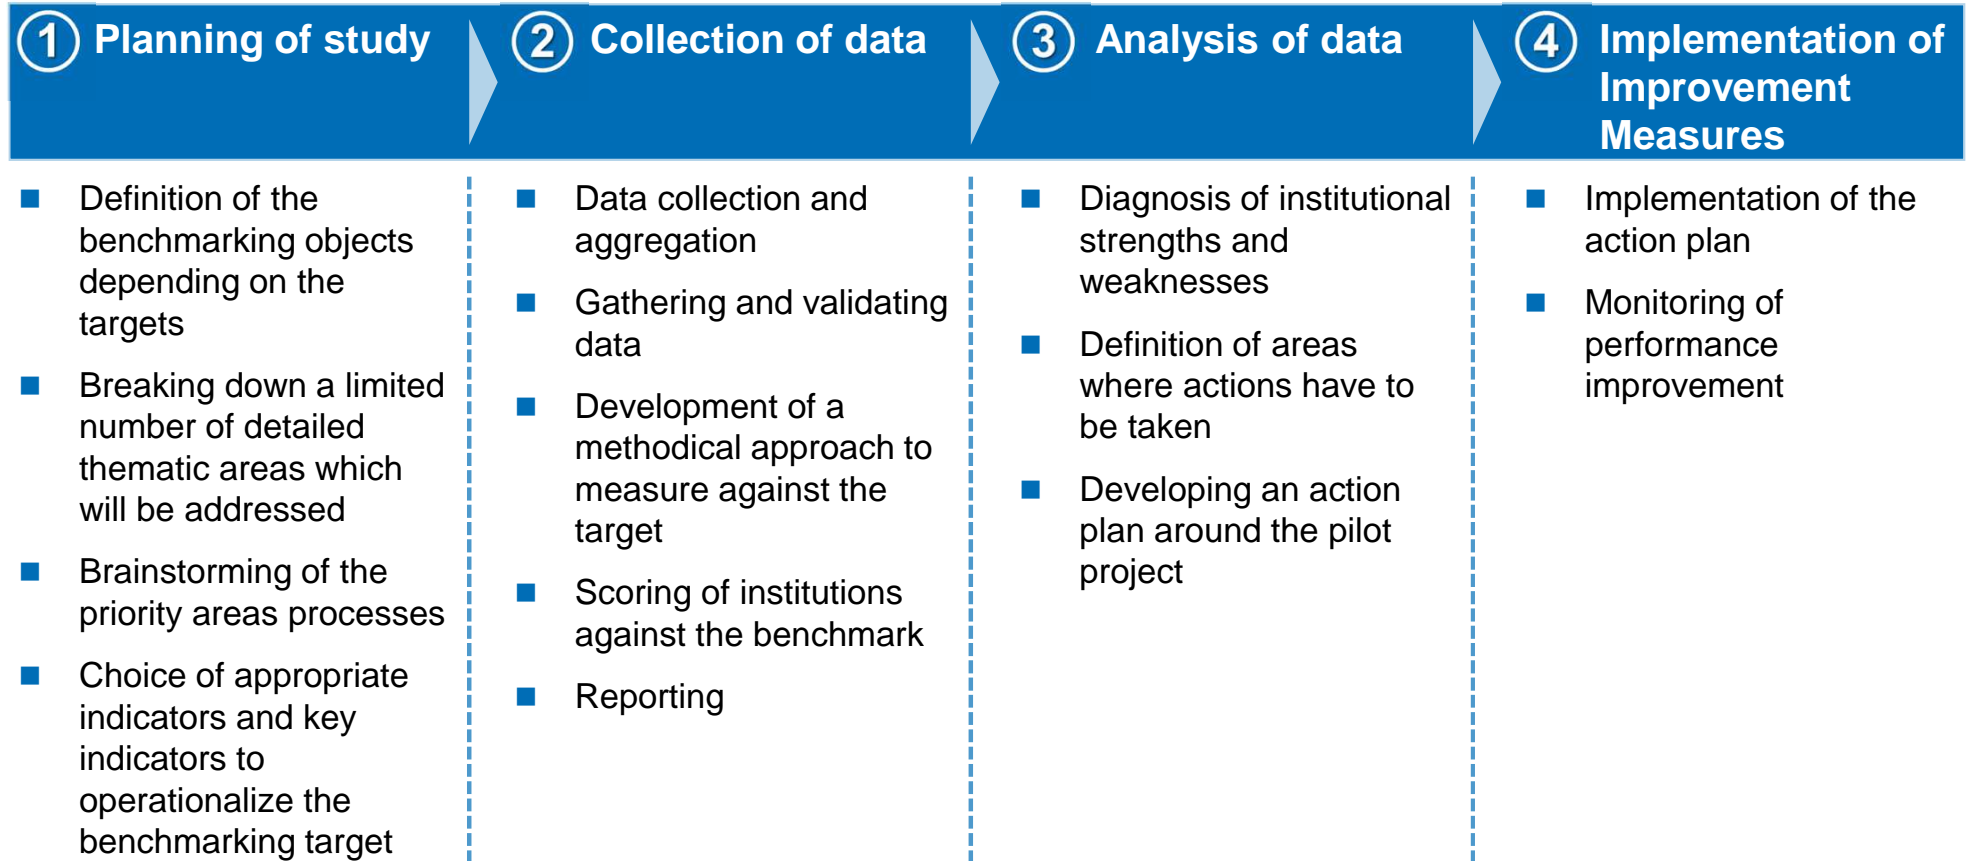 1 Planning of study
2 Collection of data
3 Analysis of data
4 Implementation of
Improvement
Measures
Definition of the
benchmarking objects
depending on the
targets
Breaking down a limited
number of detailed
thematic areas which
will be addressed
Brainstorming of the
priority areas processes
Choice of appropriate
indicators and key
indicators to
operationalize the
benchmarking target
Data collection and
aggregation
Gathering and validating
data
Development of a
methodical approach to
measure against the
target
Scoring of institutions
against the benchmark
Reporting
Diagnosis of institutional
strengths and
weaknesses
Definition of areas
where actions have to
be taken
Developing an action
plan around the pilot
project
Implementation of the
action plan
Monitoring of
performance
improvement